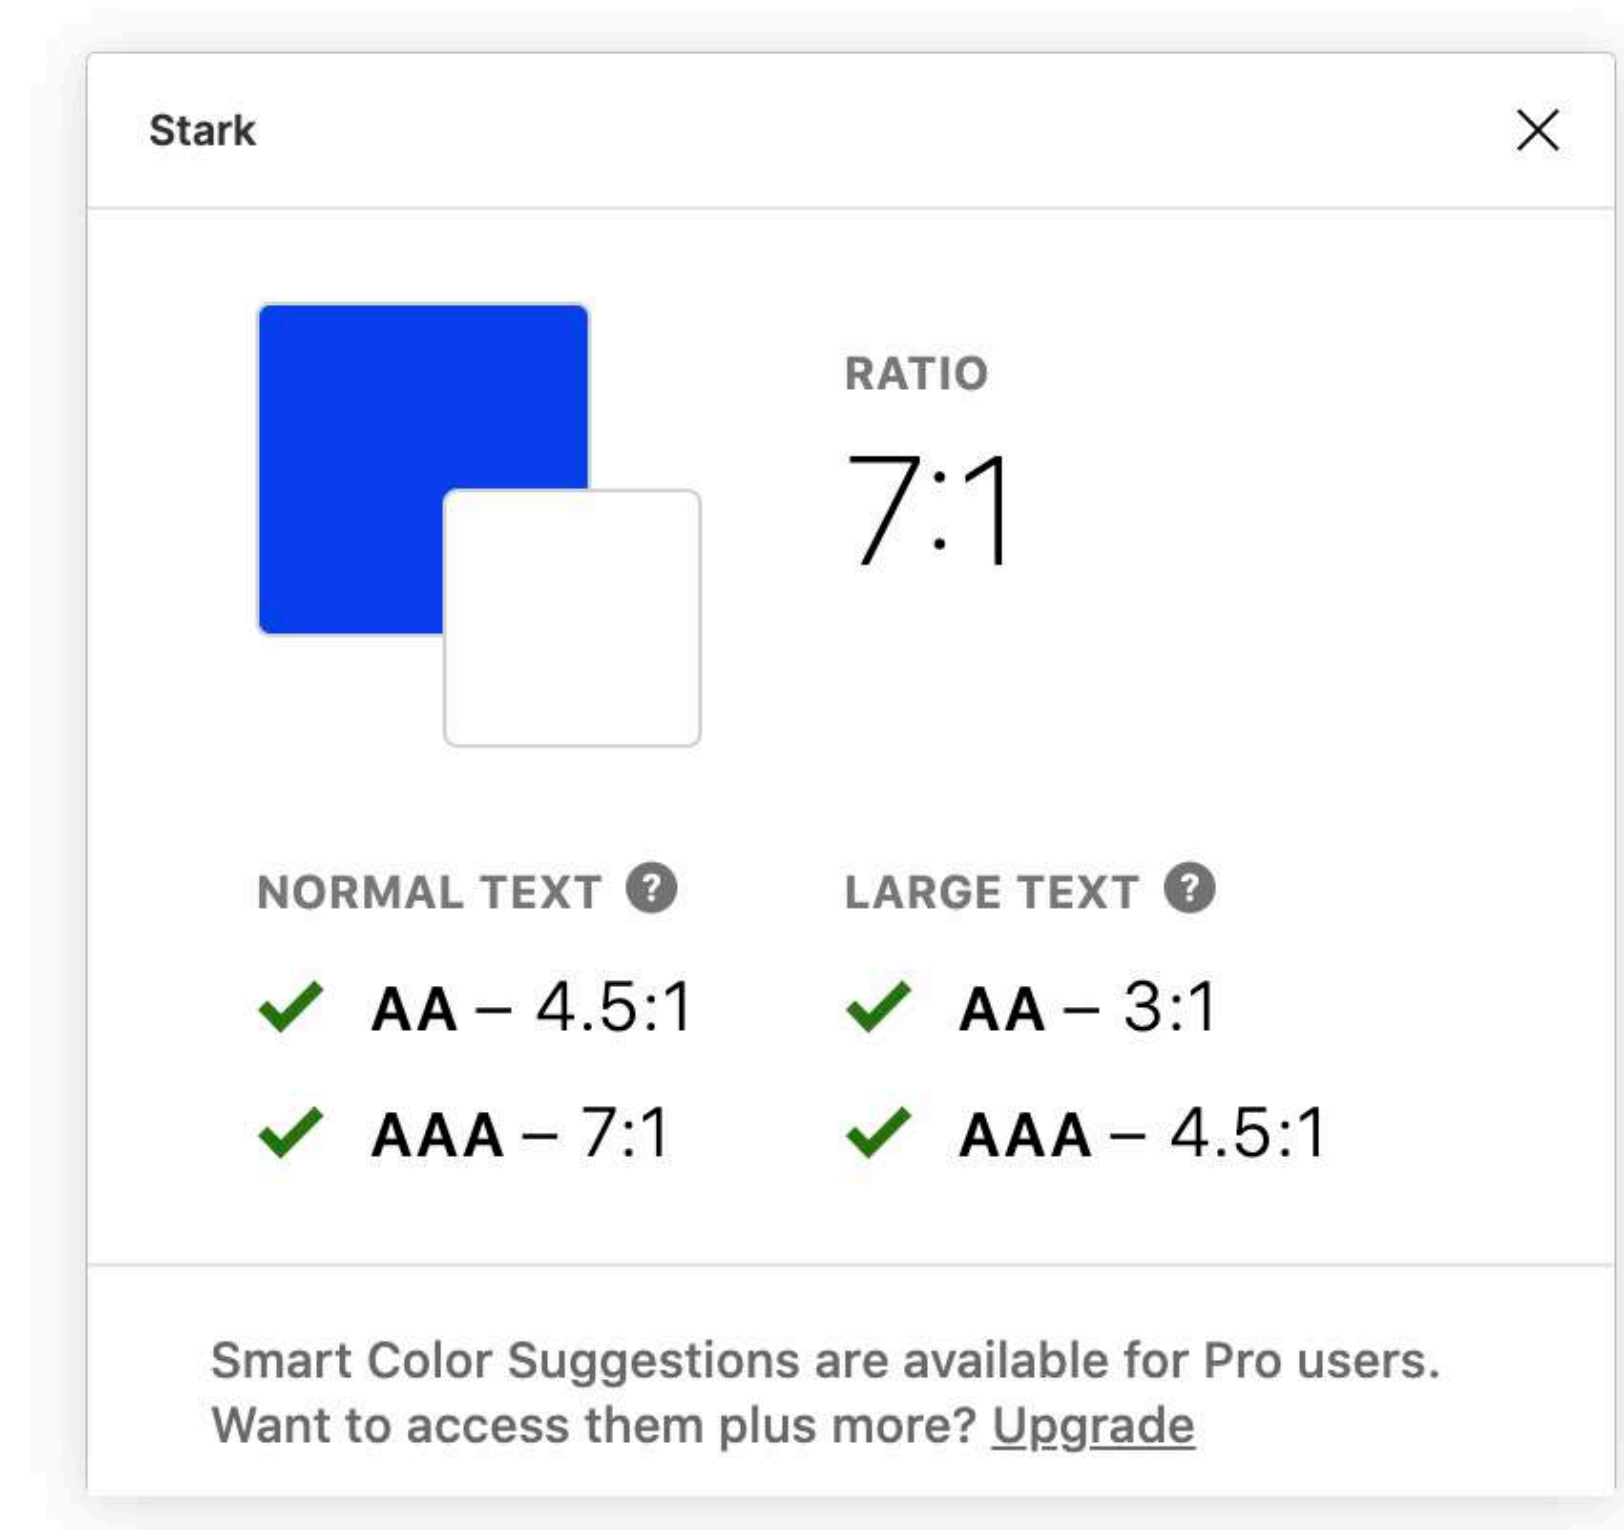 Stark
RATIO
7:1
NORMAL TEXT ?
LARGE TEXT ?
AA – 4.5:1
AA – 3:1
AAA – 7:1
AAA – 4.5:1
Smart Color Suggestions are available for Pro users.
Want to access them plus more? Upgrade